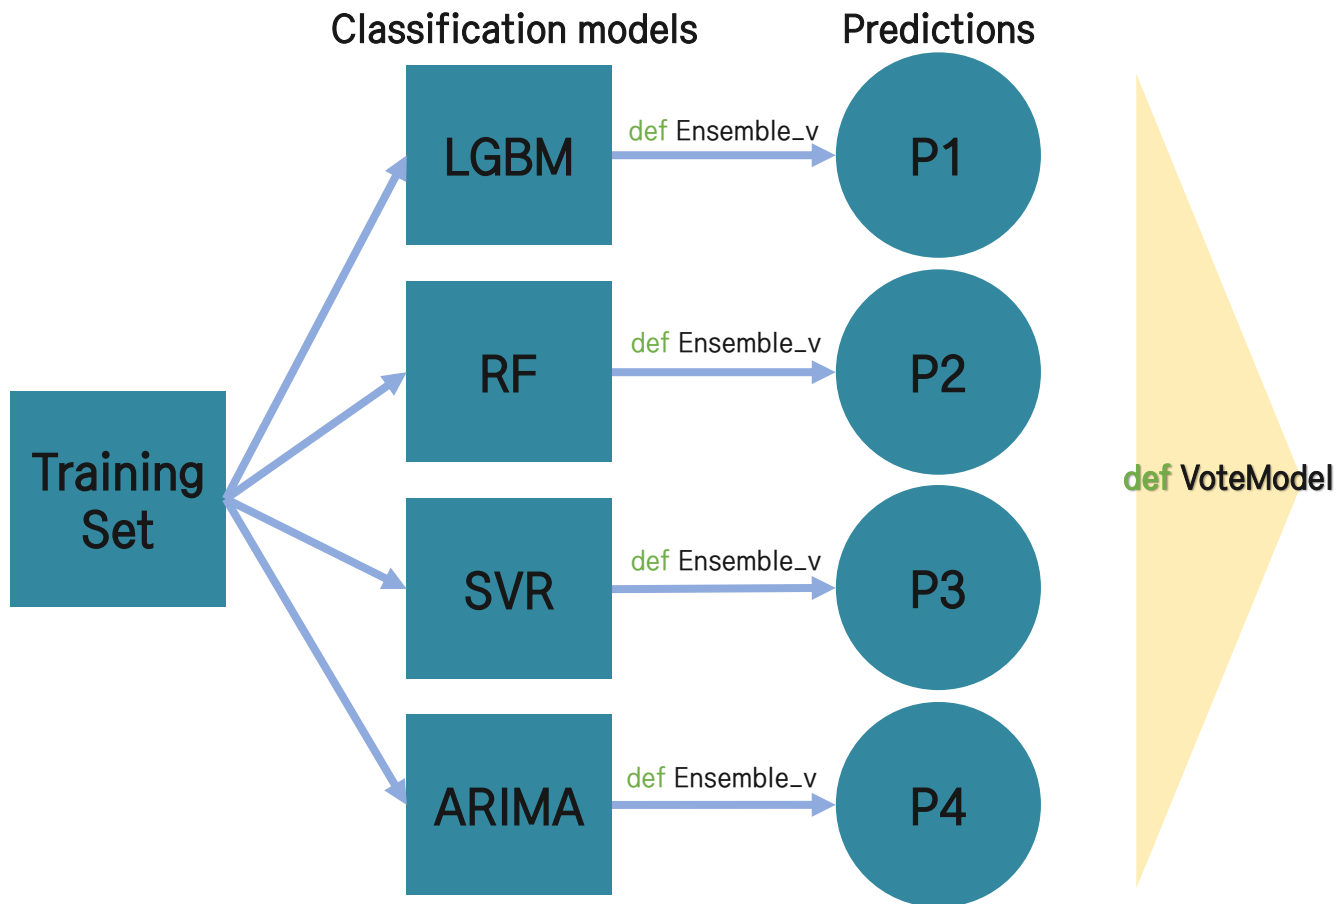 Classification models
Predictions
def Ensemble_v
LGBM
P1
def Ensemble_v
RF
P2
Training
Set
def VoteModel
def Ensemble_v
SVR
P3
def Ensemble_v
ARIMA
P4